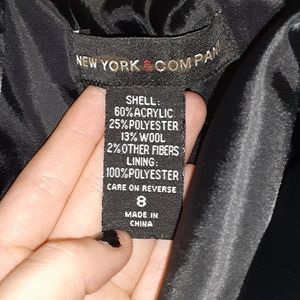 NEW YORK & COMPANY
SHELL:
60%ACRYLIC
25%POLYESTER
13%WOOL
2%OTHER FIBERS
LINING:
100%POLYESTER
CARE ON REVERSE
8
MADE IN
CHINA